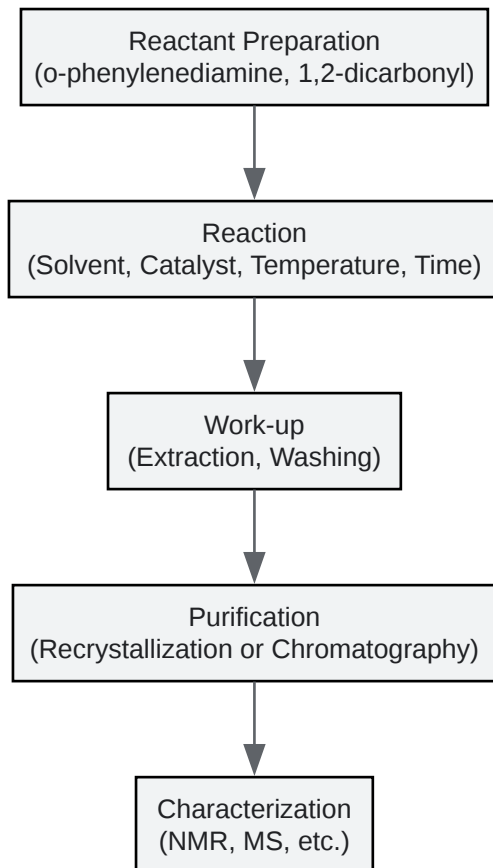 Reactant Preparation
(o-phenylenediamine, 1,2-dicarbonyl)
Reaction
(Solvent, Catalyst, Temperature, Time)
Work-up
(Extraction, Washing)
Purification
(Recrystallization or Chromatography)
Characterization
(NMR, MS, etc.)